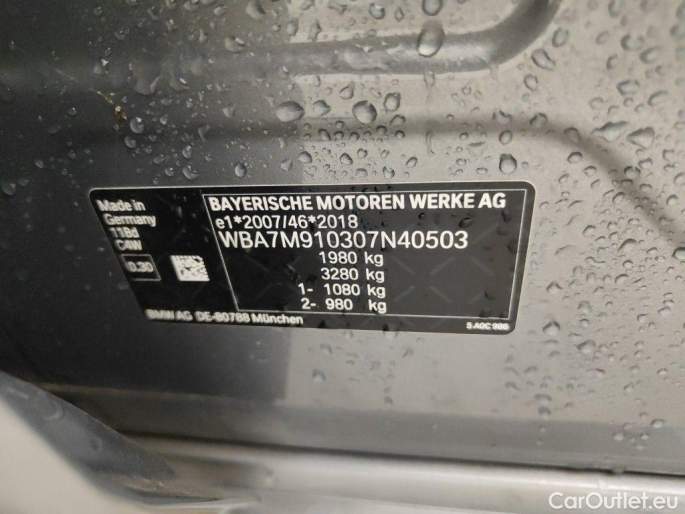 Made in
Germany
11Bd
C4W
0.30
BAYERISCHE MOTOREN WERKE AG
e1*2007/46*2018
WBA7M910307N40503
1980 kg
3280 kg
1- 1080 kg
2- 980 kg
BMW AG DE-80788 München
CarOutlet.eu